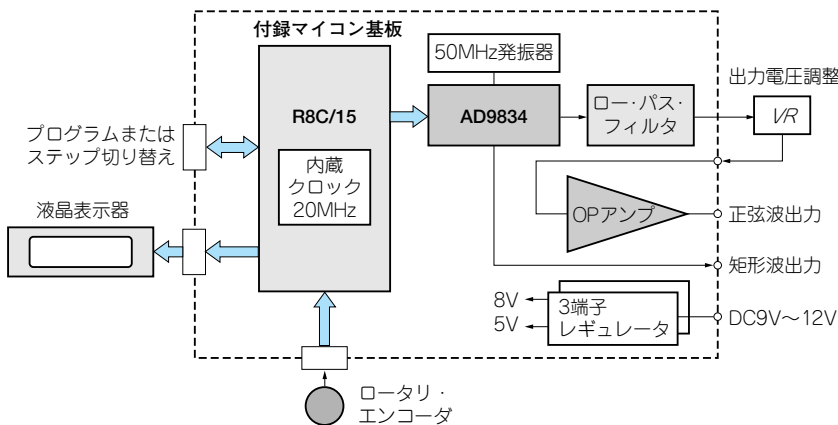 付録マイコン基板
50MHz発振器
出力電圧調整
R8C/15
AD9834
ロー・パス・
フィルタ
VR
プログラムまたは
ステップ切り替え
内蔵
クロック
20MHz
液晶表示器
OPアンプ
正弦波出力
矩形波出力
8V
5V
3端子
レギュレータ
DC9V～12V
ロータリ・
エンコーダ